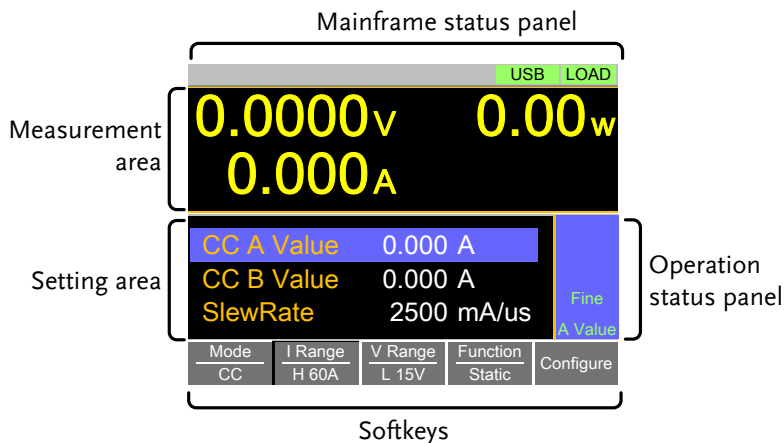 Mainframe status panel
USB LOAD
Measurement area
0.0000V 0.00W
0.000A
Setting area
CC A Value 0.000 A
CC B Value 0.000 A
SlewRate 2500 mA/us
Fine
A Value
Operation status panel
Mode I Range V Range Function Configure
CC H 60A L 15V Static
Softkeys